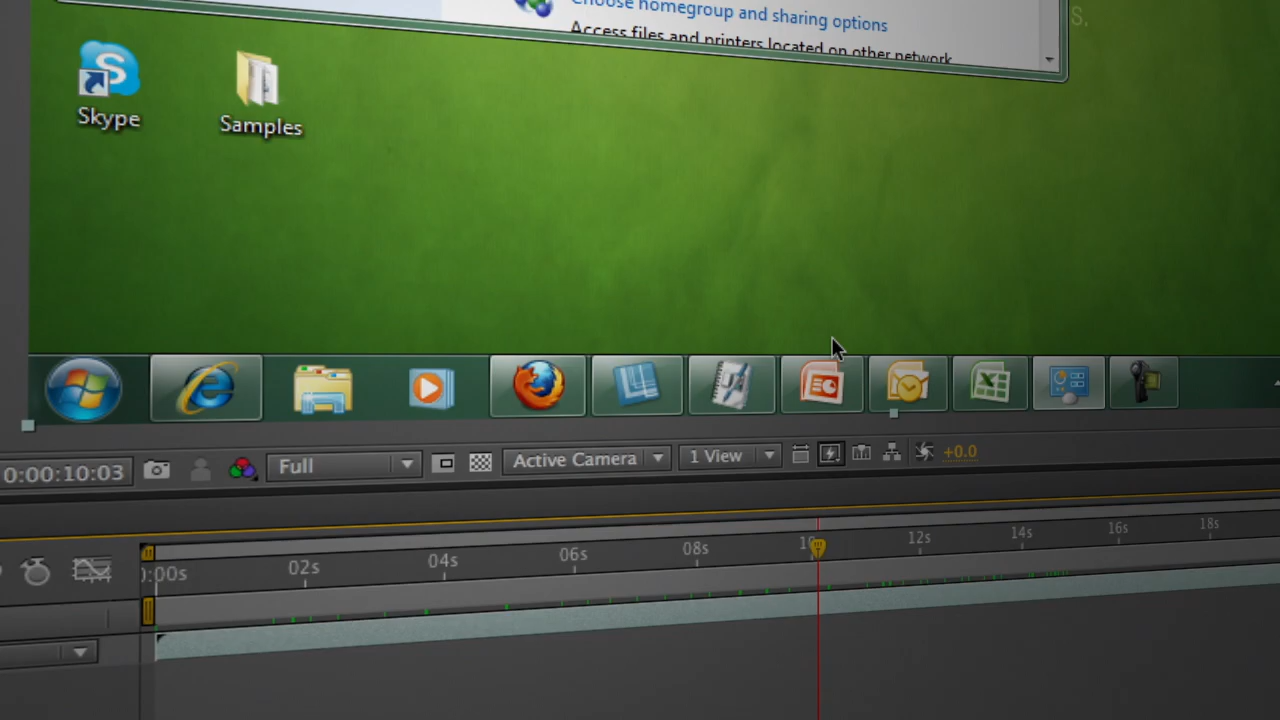 Choose homegroup and sharing options
s.
Access files and printers located on other network
Skype
Samples
0:00:10:03
Full
Active Camera
1 View
+0.0
0:00s
02s
04s
06s
08s
10
12s
14s
16s
18s